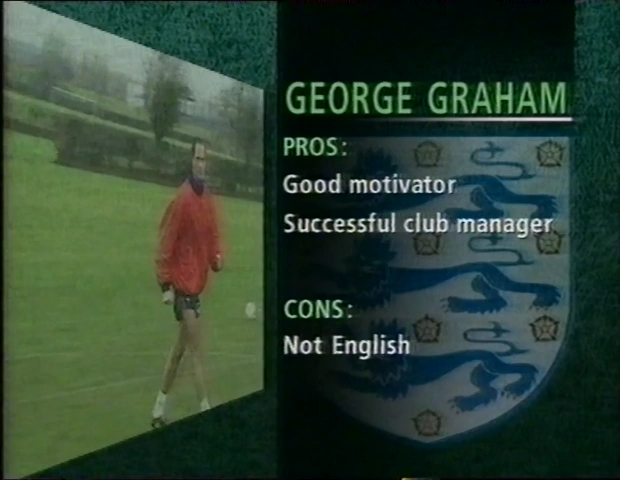 GEORGE GRAHAM
PROS:
Good motivator
Successful club manager
CONS:
Not English